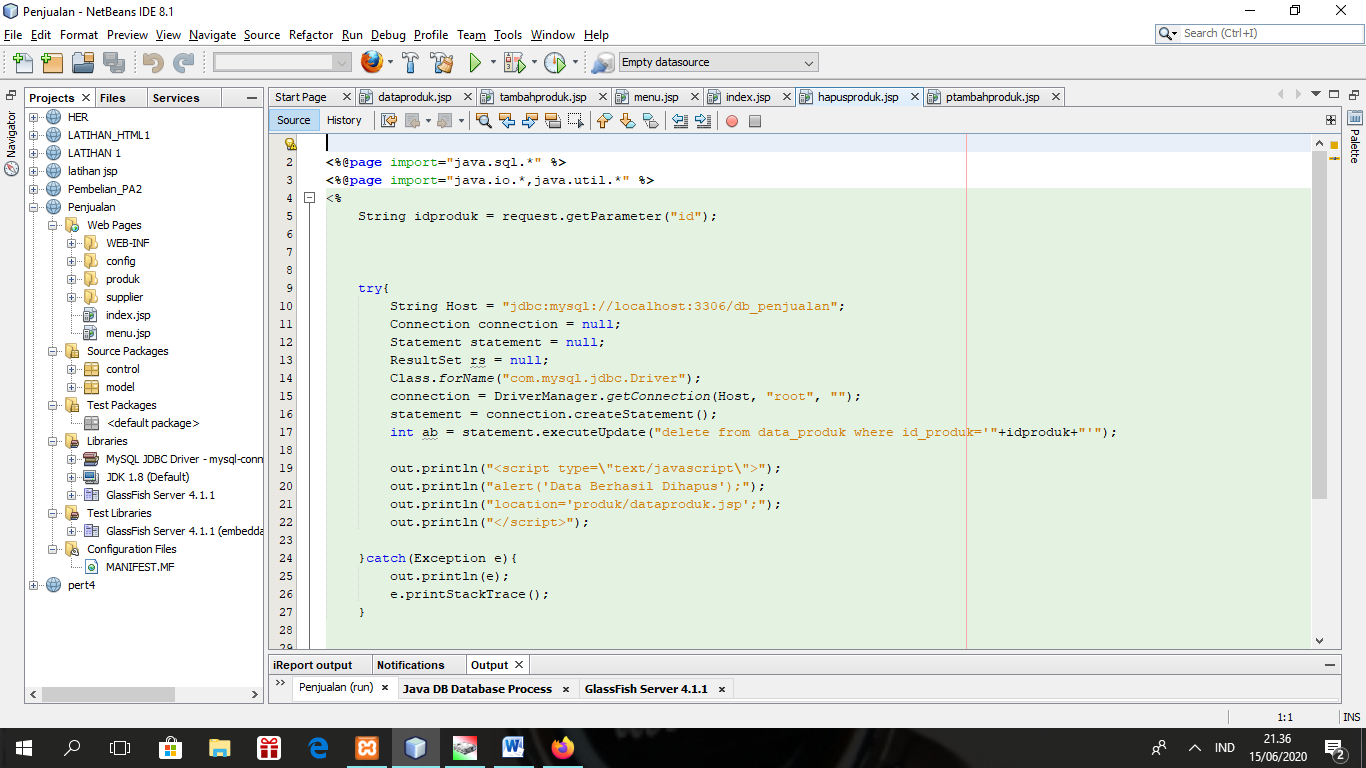 Penjualan - NetBeans IDE 8.1
File Edit Format Preview View Navigate Source Refactor Run Debug Profile Team Tools Window Help
Search (Ctrl+I)
Empty datasource
Projects Files Services
Start Page dataproduk.jsp tambahproduk.jsp menu.jsp index.jsp hapusproduk.jsp ptambahproduk.jsp
Navigator
Palette
Source History
HER
LATIHAN_HTML1
LATIHAN 1
latihan jsp
Pembelian_PA2
Penjualan
Web Pages
WEB-INF
config
produk
supplier
index.jsp
menu.jsp
Source Packages
control
model
Test Packages
<default package>
Libraries
MySQL JDBC Driver - mysql-conn
JDK 1.8 (Default)
GlassFish Server 4.1.1
Test Libraries
GlassFish Server 4.1.1 (embedda
Configuration Files
MANIFEST.MF
pert4
2 <%@page import="java.sql.*" %>
3 <%@page import="java.io.*,java.util.*" %>
4 <%
5 String idproduk = request.getParameter("id");
6
7
8
9 try{
10 String Host = "jdbc:mysql://localhost:3306/db_penjualan";
11 Connection connection = null;
12 Statement statement = null;
13 ResultSet rs = null;
14 Class.forName("com.mysql.jdbc.Driver");
15 connection = DriverManager.getConnection(Host, "root", "");
16 statement = connection.createStatement();
17 int ab = statement.executeUpdate("delete from data_produk where id_produk='"+idproduk+"'");
18
19 out.println("<script type=\"text/javascript\">");
20 out.println("alert('Data Berhasil Dihapus');");
21 out.println("location='produk/dataproduk.jsp';");
22 out.println("</script>");
23
24 }catch(Exception e){
25 out.println(e);
26 e.printStackTrace();
27 }
28
29
iReport output Notifications Output
Penjualan (run) Java DB Database Process GlassFish Server 4.1.1
1:1 INS
IND
21.36
15/06/2020
2